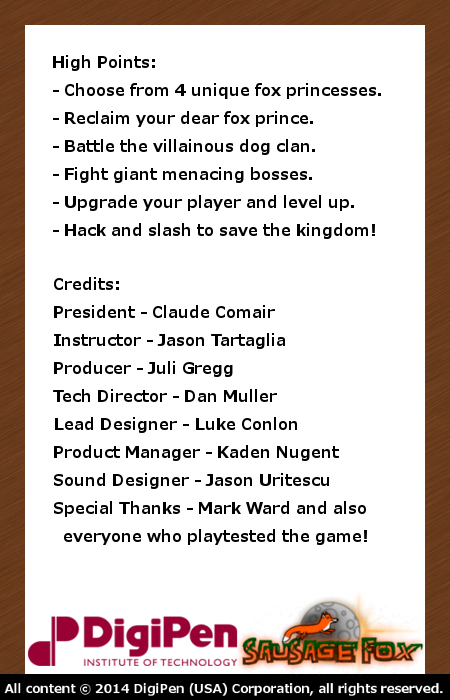 High Points:
- Choose from 4 unique fox princesses.
- Reclaim your dear fox prince.
- Battle the villainous dog clan.
- Fight giant menacing bosses.
- Upgrade your player and level up.
- Hack and slash to save the kingdom!
Credits:
President - Claude Comair
Instructor - Jason Tartaglia
Producer - Juli Gregg
Tech Director - Dan Muller
Lead Designer - Luke Conlon
Product Manager - Kaden Nugent
Sound Designer - Jason Uritescu
Special Thanks - Mark Ward and also
everyone who playtested the game!
DigiPen
INSTITUTE OF TECHNOLOGY
SAUSAGE FOX
All content © 2014 DigiPen (USA) Corporation, all rights reserved.